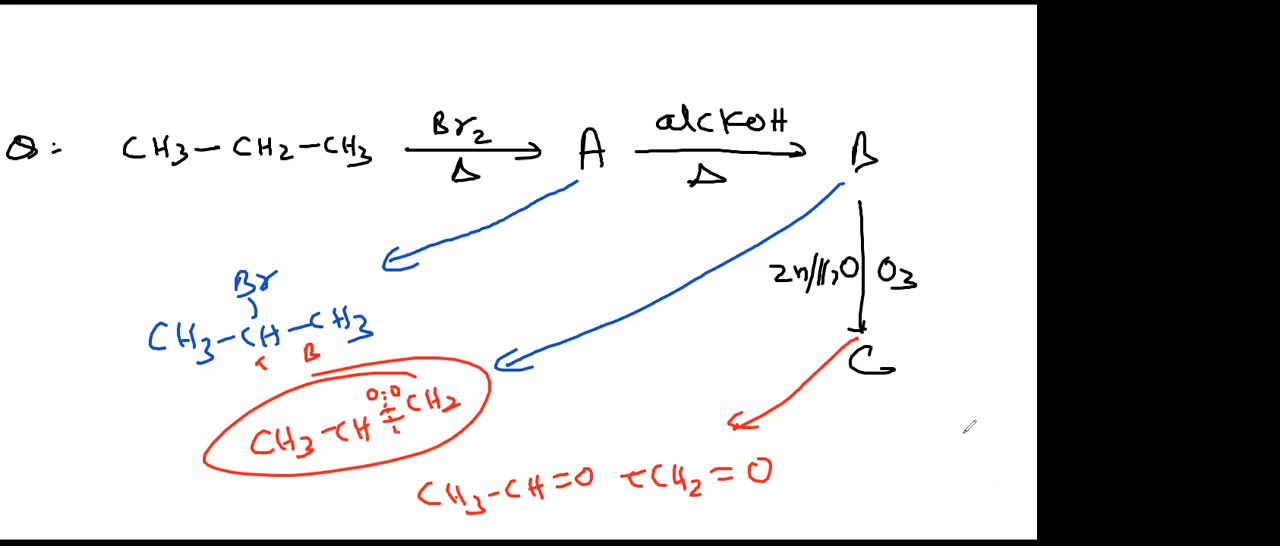 Q: CH3-CH2-CH3 Br2 Δ A alcKOH Δ B
Zn/H2O O3
Br
CH3-CH-CH3
α β
C
O=O
CH3-CH=CH2
CH3-CH=O + CH2=O